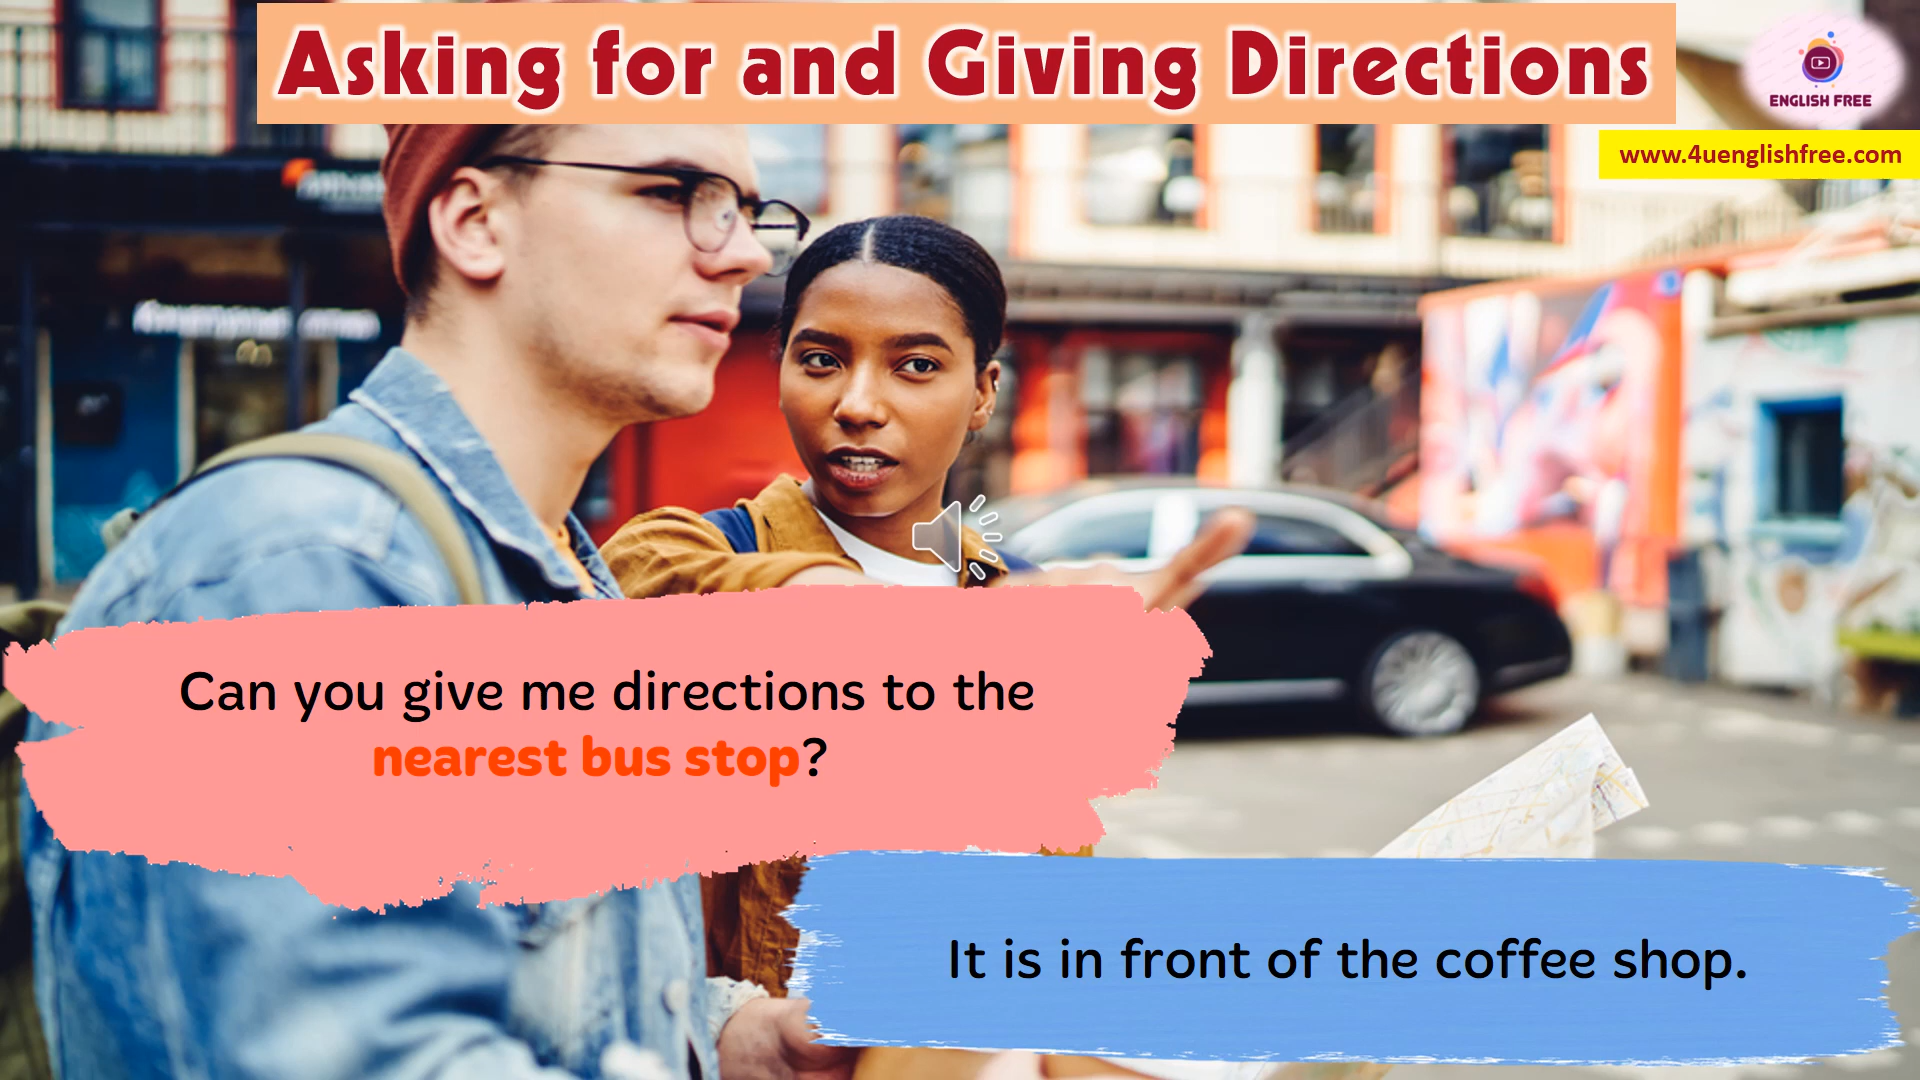 Asking for and Giving Directions
ENGLISH FREE
www.4uenglishfree.com
Can you give me directions to the
nearest bus stop?
It is in front of the coffee shop.